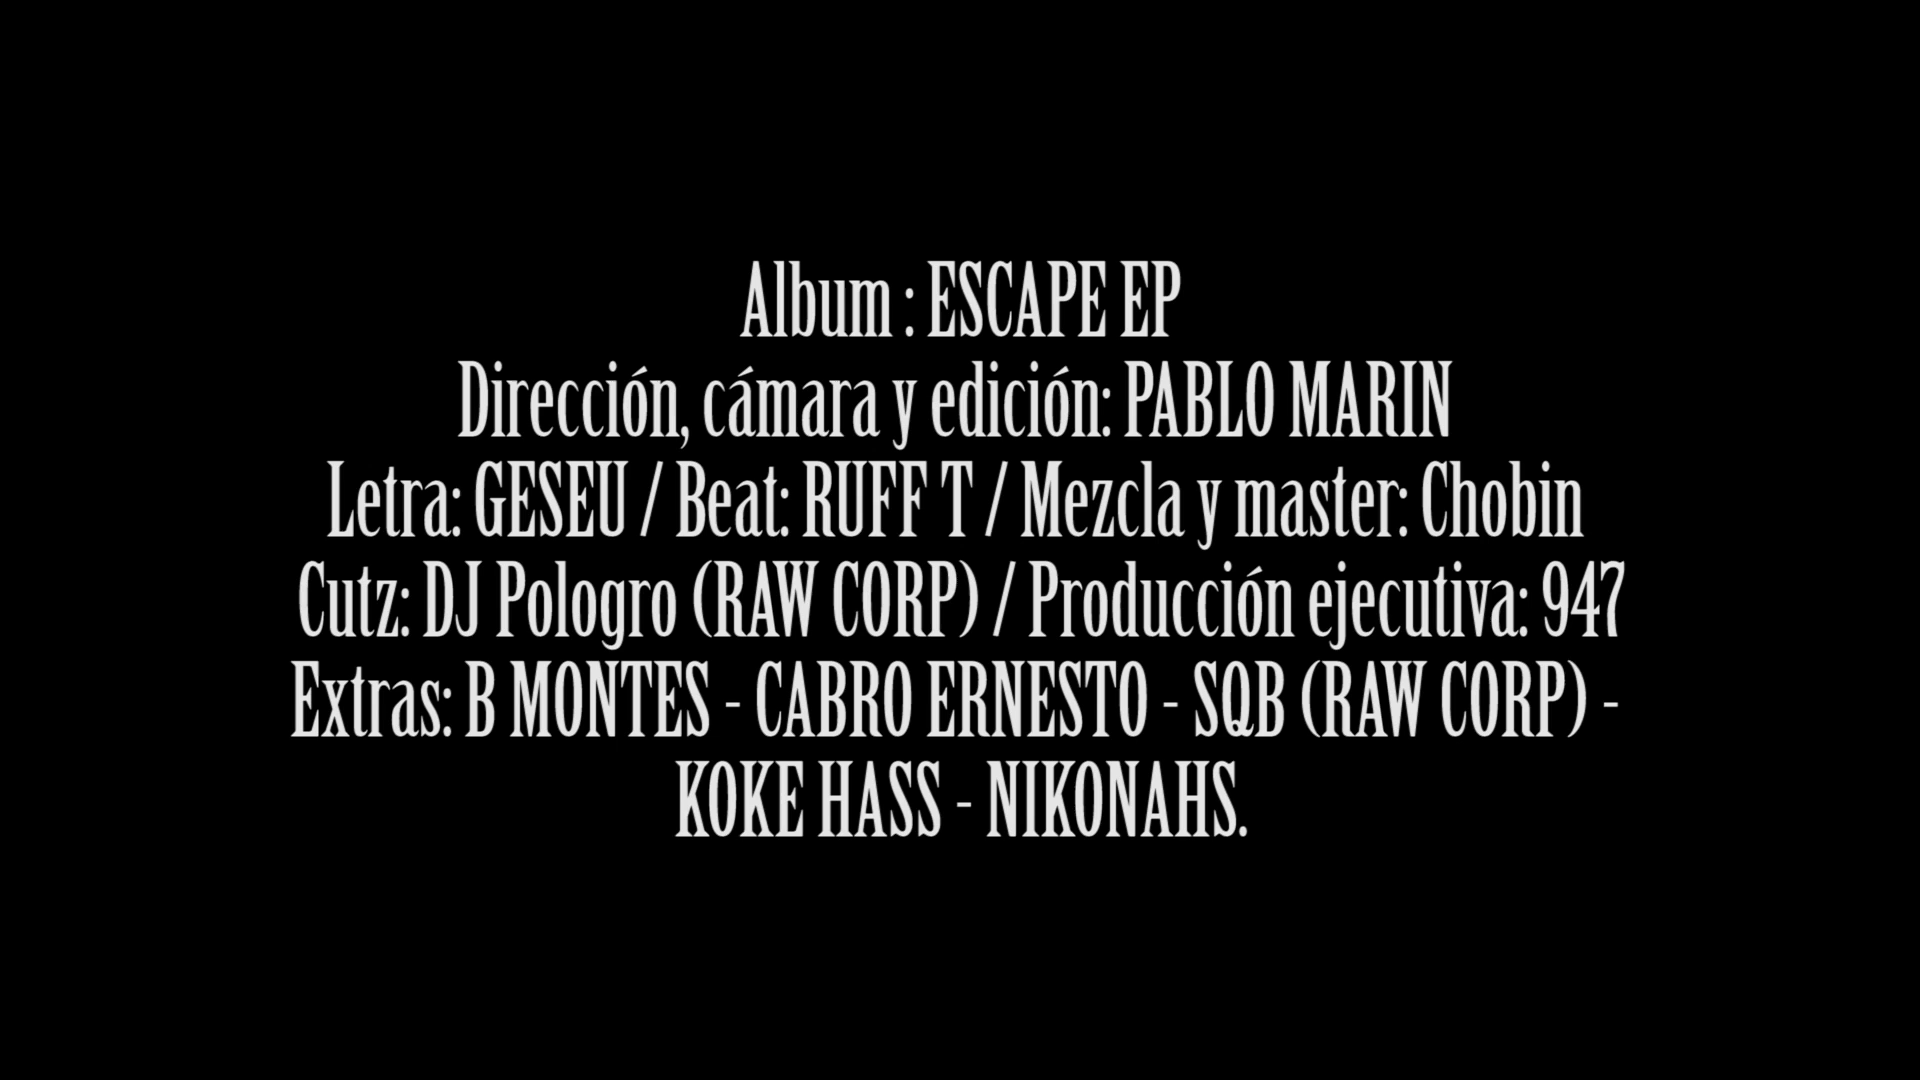 Album : ESCAPE EP
Dirección, cámara y edición: PABLO MARIN
Letra: GESEU / Beat: RUFF T / Mezcla y master: Chobin
Cutz: DJ Pologro (RAW CORP) / Producción ejecutiva: 947
Extras: B MONTES - CABRO ERNESTO - SQB (RAW CORP) -
KOKE HASS - NIKONAHS.